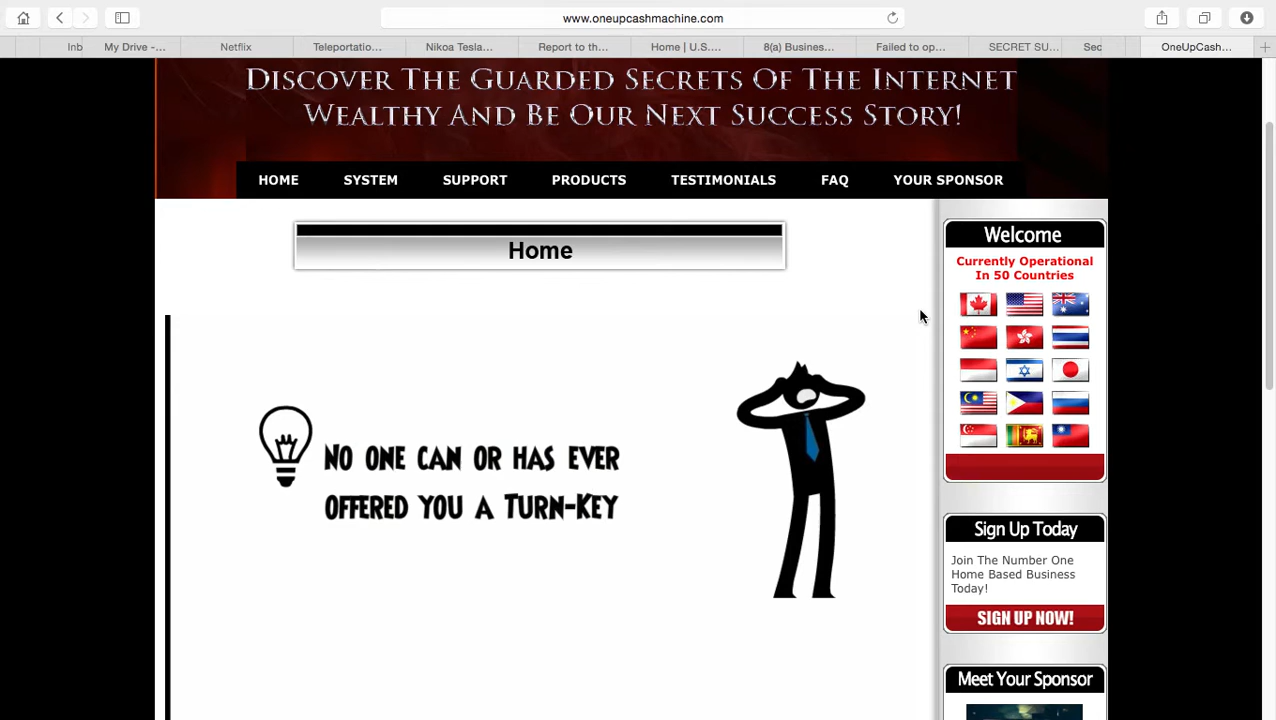 www.oneupcashmachine.com
Inb
My Drive -...
Netflix
Teleportatio...
Nikoa Tesla...
Report to th...
Home | U.S....
8(a) Busines...
Failed to op...
SECRET SU...
Sec
OneUpCash...
Discover The Guarded Secrets Of The Internet
Wealthy And Be Our Next Success Story!
HOME
SYSTEM
SUPPORT
PRODUCTS
TESTIMONIALS
FAQ
YOUR SPONSOR
Home
No one can or has ever
offered you a Turn-Key
Welcome
Currently Operational
In 50 Countries
Sign Up Today
Join The Number One
Home Based Business
Today!
SIGN UP NOW!
Meet Your Sponsor